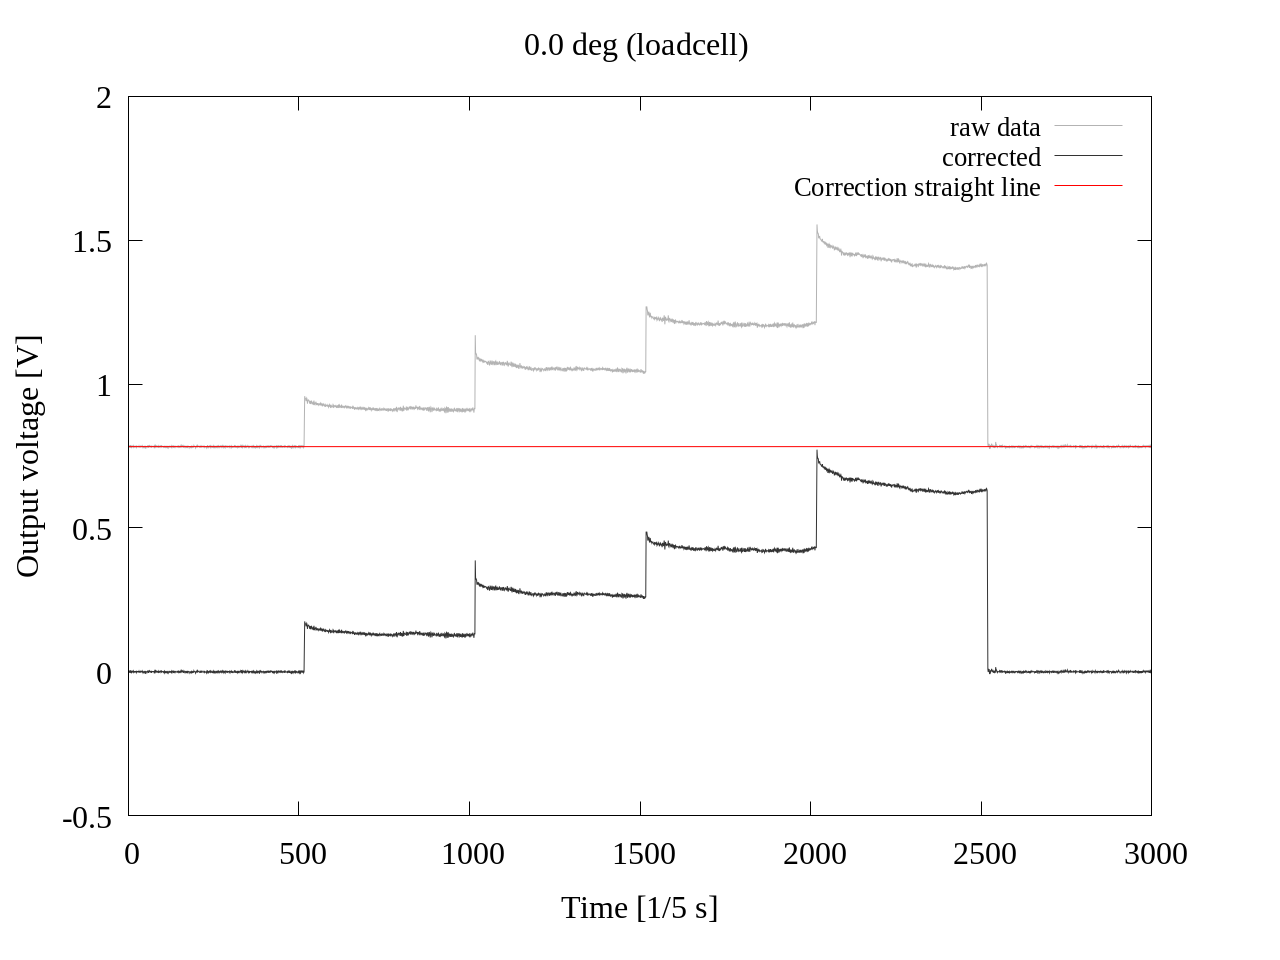 0.0 deg (loadcell)
2
1.5
1
0.5
0
-0.5
raw data
corrected
Correction straight line
Output voltage [V]
0 500 1000 1500 2000 2500 3000
Time [1/5 s]